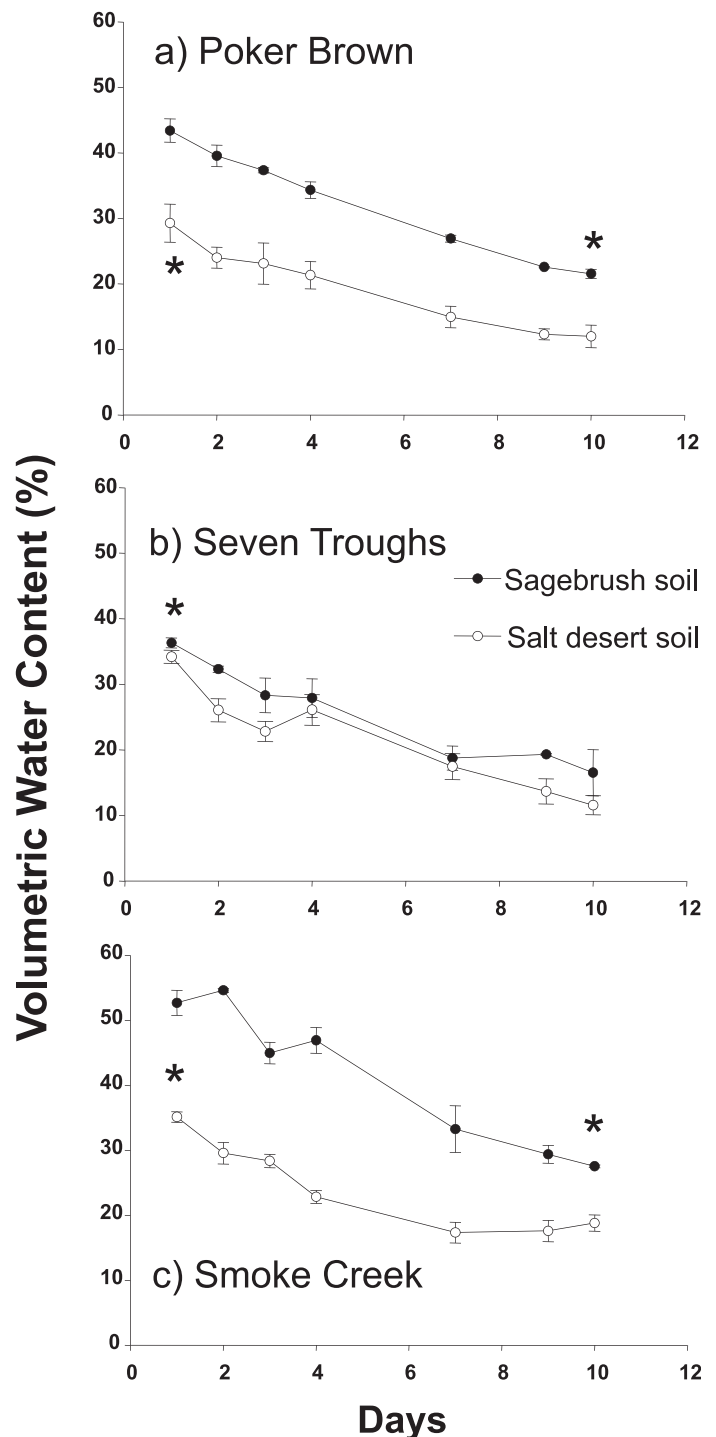 Volumetric Water Content (%)
a) Poker Brown
60
50
40
30
20
10
0
*
*
0 2 4 6 8 10 12
b) Seven Troughs
Sagebrush soil
Salt desert soil
60
50
40
30
20
10
0
*
0 2 4 6 8 10 12
60
50
40
30
20
10
0
*
*
c) Smoke Creek
0 2 4 6 8 10 12
Days